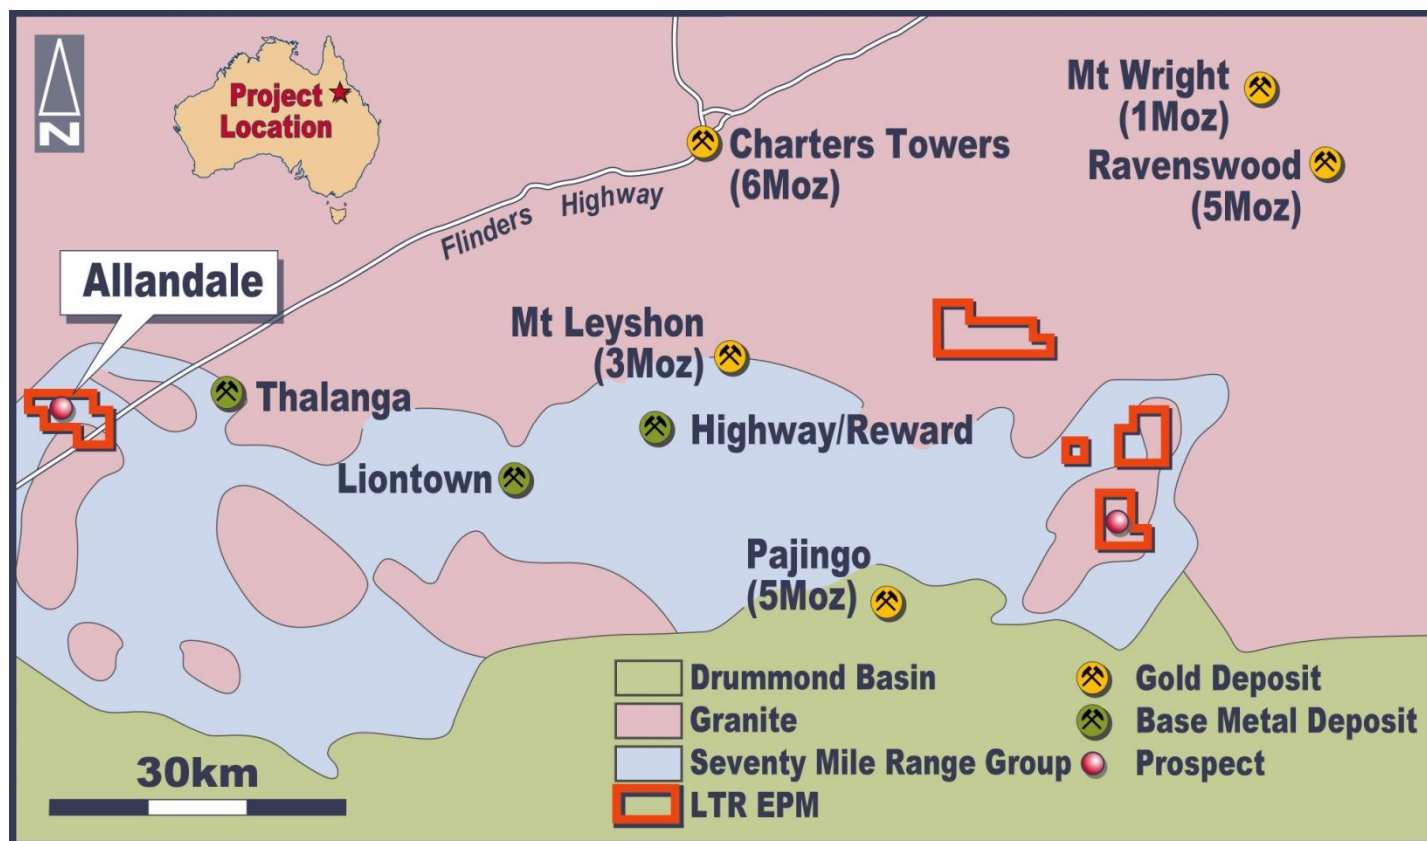 N
Project
Location
Mt Wright
(1Moz)
Charters Towers
(6Moz)
Ravenswood
(5Moz)
Flinders Highway
Allandale
Mt Leyshon
(3Moz)
Thalanga
Highway/Reward
Liontown
Pajingo
(5Moz)
Drummond Basin
Granite
Seventy Mile Range Group
LTR EPM
Gold Deposit
Base Metal Deposit
Prospect
30km